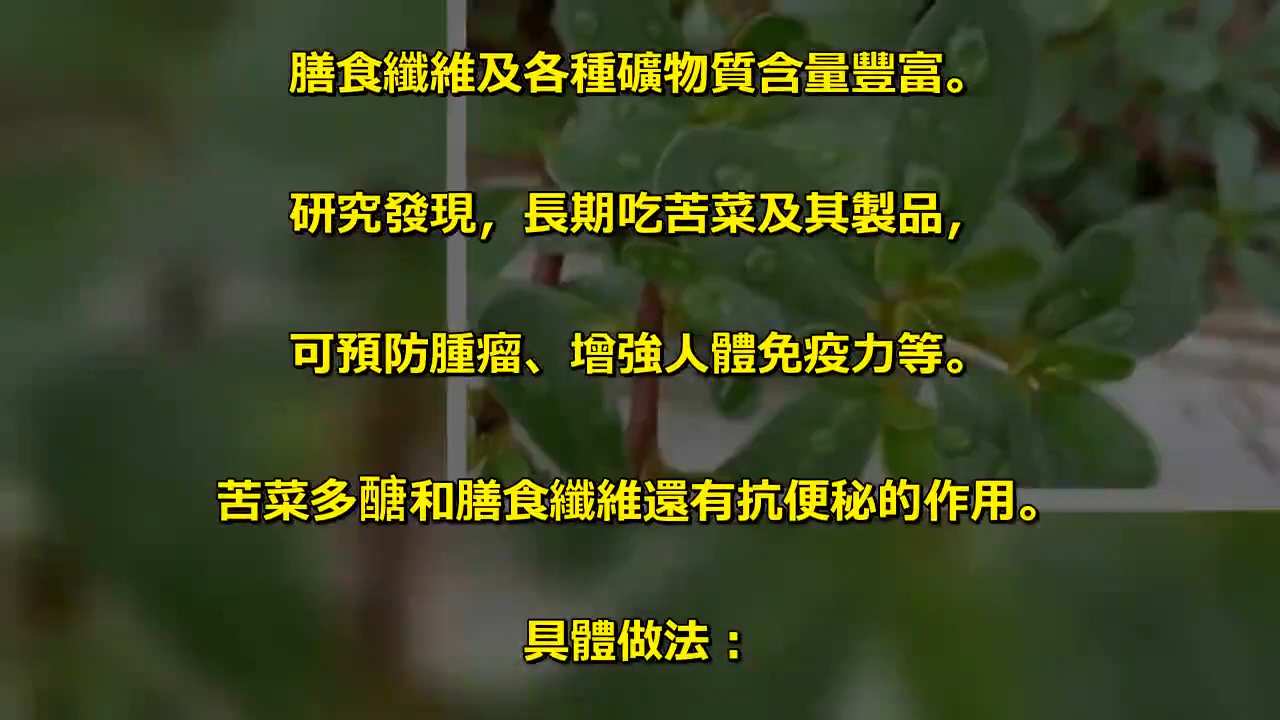 膳食纖維及各種礦物質含量豐富。
研究發現，長期吃苦菜及其製品，
可預防腫瘤、增強人體免疫力等。
苦菜多醣和膳食纖維還有抗便秘的作用。
具體做法：